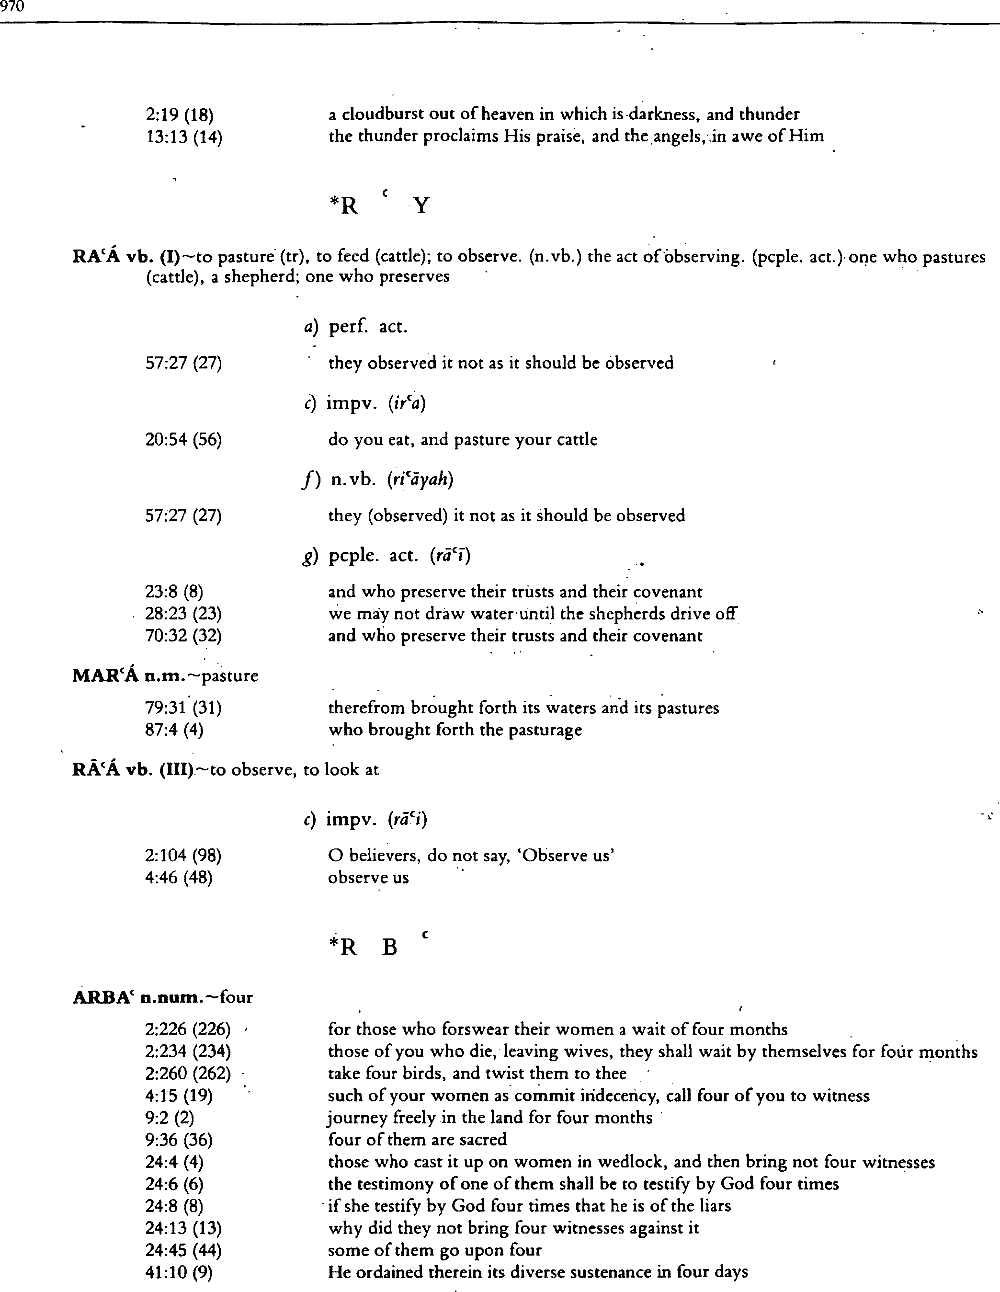 970
2:19 (18) a cloudburst out of heaven in which is darkness, and thunder
13:13 (14) the thunder proclaims His praise, and the angels, in awe of Him
*R ʿ Y
RAʿÁ vb. (I)~to pasture (tr), to feed (cattle); to observe. (n.vb.) the act of observing. (pcple. act.) one who pastures
(cattle), a shepherd; one who preserves
a) perf. act.
57:27 (27) they observed it not as it should be observed
c) impv. (irʿa)
20:54 (56) do you eat, and pasture your cattle
f) n.vb. (riʿāyah)
57:27 (27) they (observed) it not as it should be observed
g) pcple. act. (rāʿī)
23:8 (8) and who preserve their trusts and their covenant
28:23 (23) we may not draw water until the shepherds drive off
70:32 (32) and who preserve their trusts and their covenant
MARʿÁ n.m.~pasture
79:31 (31) therefrom brought forth its waters and its pastures
87:4 (4) who brought forth the pasturage
RĀʿÁ vb. (III)~to observe, to look at
c) impv. (rāʿi)
2:104 (98) O believers, do not say, ‘Observe us’
4:46 (48) observe us
*R B ʿ
ARBAʿ n.num.~four
2:226 (226) for those who forswear their women a wait of four months
2:234 (234) those of you who die, leaving wives, they shall wait by themselves for four months
2:260 (262) take four birds, and twist them to thee
4:15 (19) such of your women as commit indecency, call four of you to witness
9:2 (2) journey freely in the land for four months
9:36 (36) four of them are sacred
24:4 (4) those who cast it up on women in wedlock, and then bring not four witnesses
24:6 (6) the testimony of one of them shall be to testify by God four times
24:8 (8) if she testify by God four times that he is of the liars
24:13 (13) why did they not bring four witnesses against it
24:45 (44) some of them go upon four
41:10 (9) He ordained therein its diverse sustenance in four days